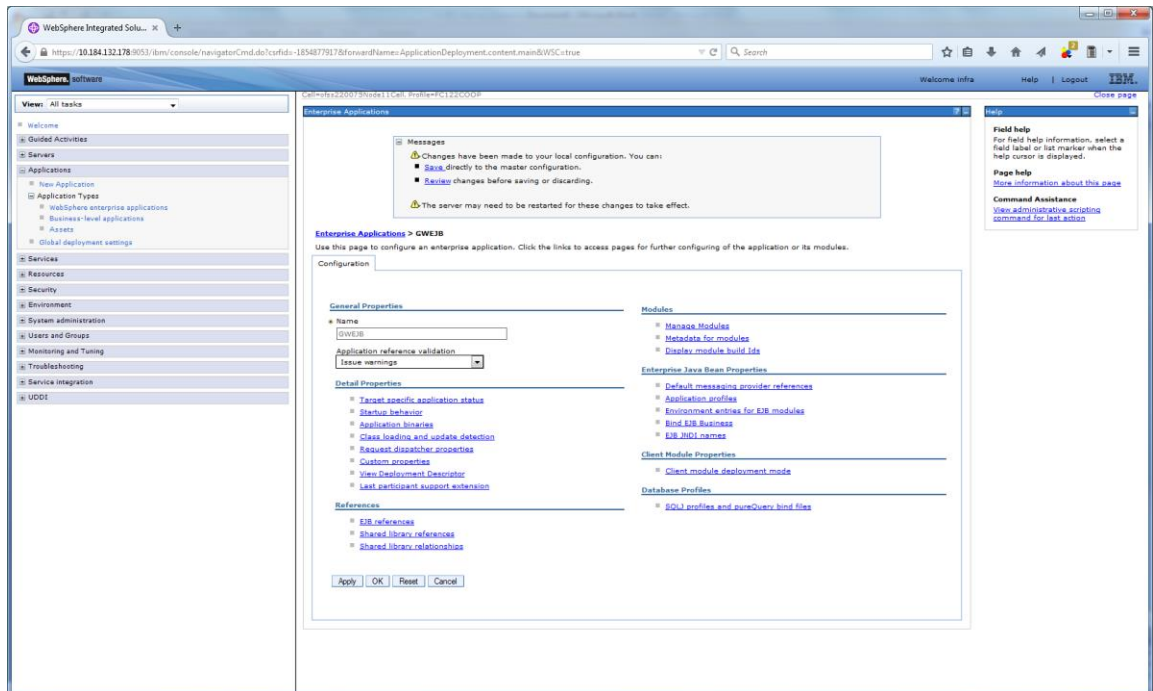 WebSphere Integrated Solu... × +
https://10.184.132.178:9053/ibm/console/navigatorCmd.do?csrfid=-1854877917&forwardName=ApplicationDeployment.content.main&WSC=true
Search
2
WebSphere. software
Welcome infra
Help | Logout
IBM.
View: All tasks
Welcome
Guided Activities
Servers
Applications
New Application
Application Types
WebSphere enterprise applications
Business-level applications
Assets
Global deployment settings
Services
Resources
Security
Environment
System administration
Users and Groups
Monitoring and Tuning
Troubleshooting
Service integration
UDDI
Close page
Enterprise Applications
Messages
Changes have been made to your local configuration. You can:
Save directly to the master configuration.
Review changes before saving or discarding.
The server may need to be restarted for these changes to take effect.
Enterprise Applications > GWEJB
Use this page to configure an enterprise application. Click the links to access pages for further configuring of the application or its modules.
Configuration
General Properties
* Name
GWEJB
Application reference validation
Issue warnings
Detail Properties
Target specific application status
Startup behavior
Application binaries
Class loading and update detection
Request dispatcher properties
Custom properties
View Deployment Descriptor
Last participant support extension
References
EJB references
Shared library references
Shared library relationships
Apply OK Reset Cancel
Modules
Manage Modules
Metadata for modules
Display module build Ids
Enterprise Java Bean Properties
Default messaging provider references
Application profiles
Environment entries for EJB modules
Bind EJB Business
EJB JNDI names
Client Module Properties
Client module deployment mode
Database Profiles
SQLJ profiles and pureQuery bind files
Help
Field help
For field help information, select a
field label or list marker when the
help cursor is displayed.
Page help
More information about this page
Command Assistance
View administrative scripting
command for last action